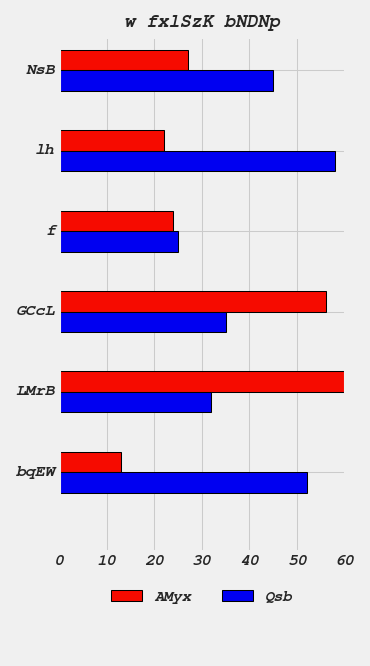 w fxlSzK bNDNp
NsB
lh
f
GCcL
LMrB
bqEW
0 10 20 30 40 50 60
AMyx Qsb